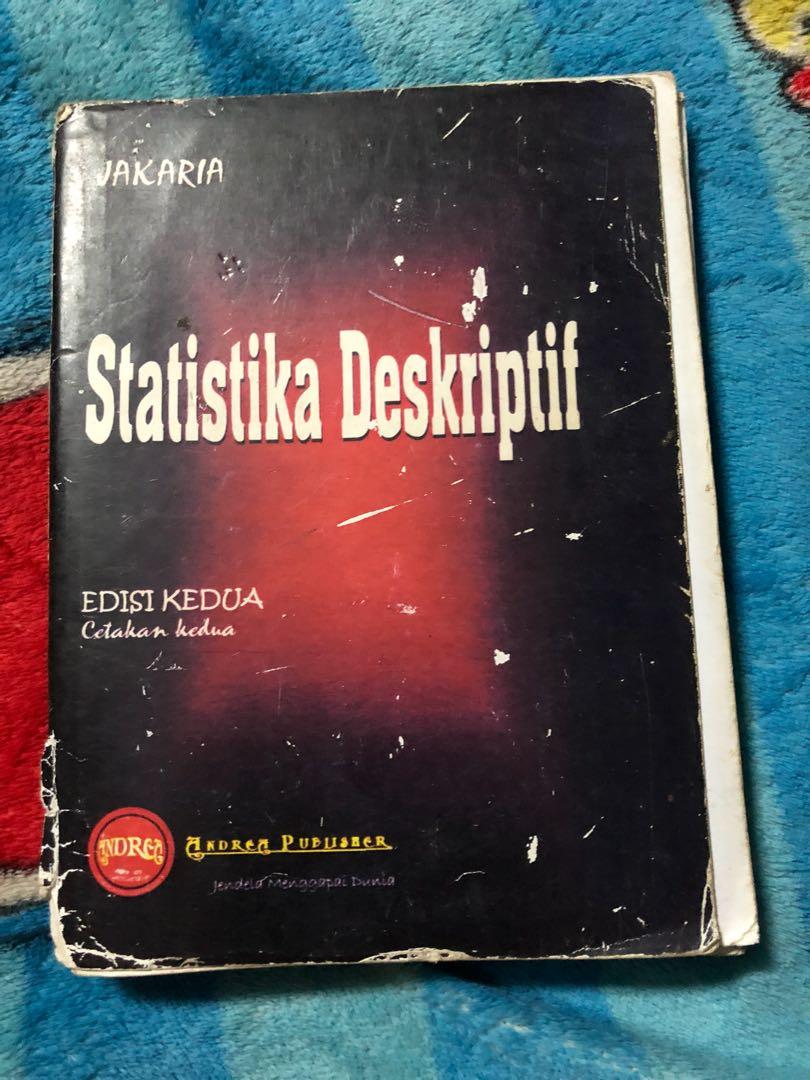 JAKARIA
Statistika Deskriptif
EDISI KEDUA
Cetakan kedua
ANDREA
ANDREA PUBLISHER
Jendela Menggapai Dunia